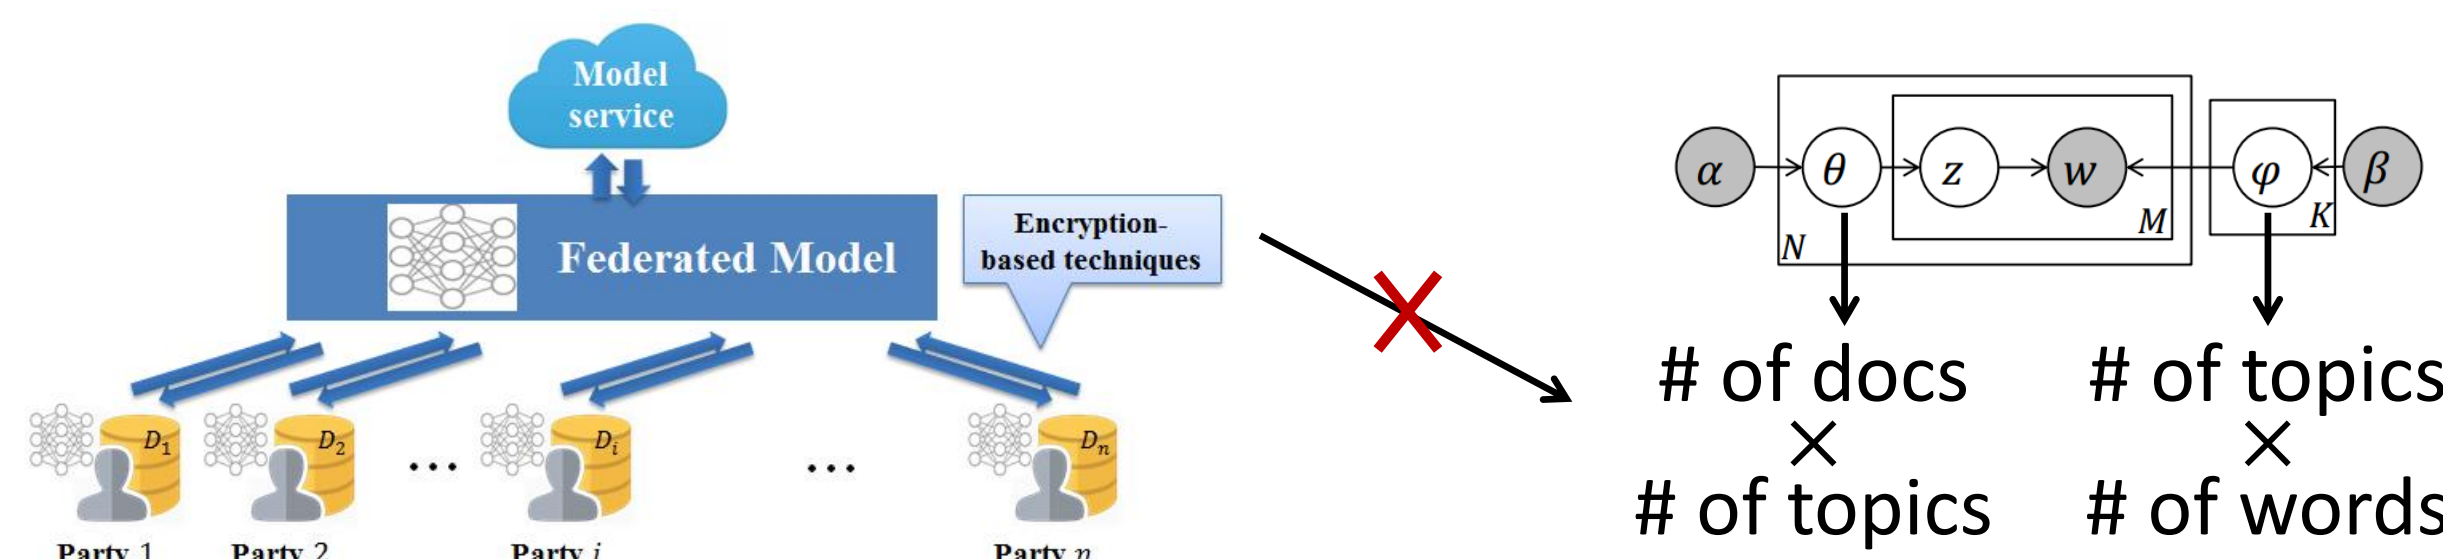 Model
service
Federated Model
Encryption-
based techniques
D₁
D₂
...
Dᵢ
...
Dₙ
Party 1
Party 2
Party i
Party n
α
θ
z
w
φ
β
N
M
K
# of docs
×
# of topics
# of topics
×
# of words